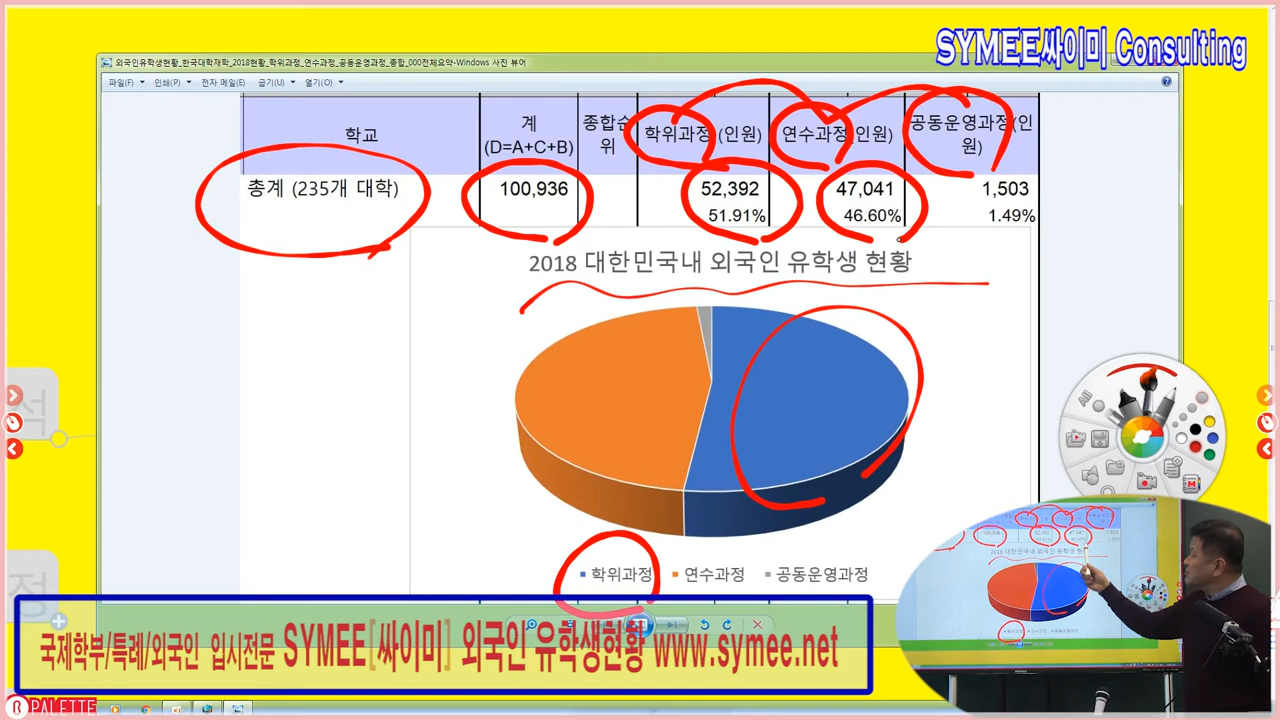 SYMEE싸이미 Consulting
외국인유학생현황_한국대학재학_2018현황_학위과정_연수과정_공동운영과정_종합_000전체요약-Windows 사진 뷰어
파일(F) 인쇄(P) 전자 메일(E) 굽기(U) 열기(O)
학교
계
(D=A+C+B)
종합순
위
학위과정 (인원)
연수과정(인원)
공동운영과정(인
원)
총계 (235개 대학) 100,936 52,392 47,041 1,503
51.91% 46.60% 1.49%
2018 대한민국내 외국인 유학생 현황
학위과정 연수과정 공동운영과정
석
정
All
국제학부/특례/외국인 입시전문 SYMEE[싸이미] 외국인유학생현황 www.symee.net
PALETTE